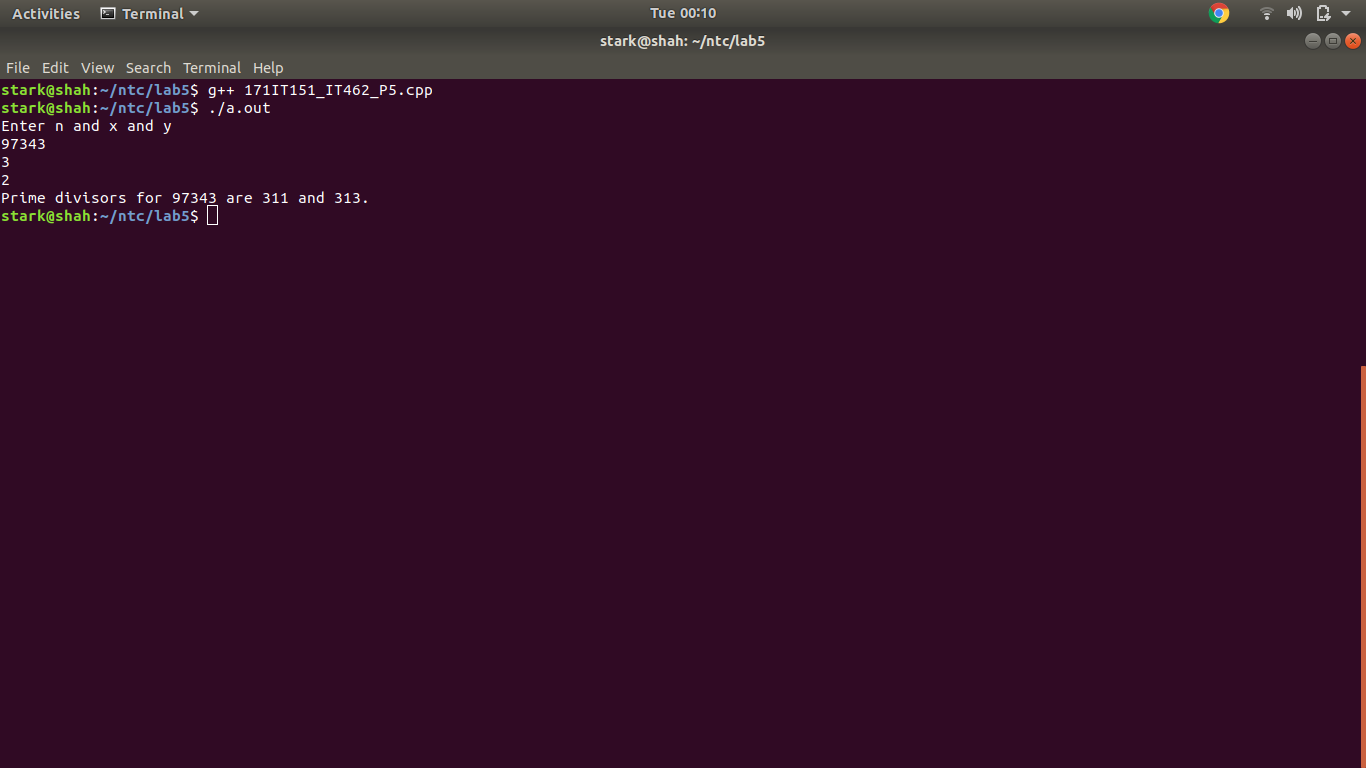 Activities Terminal Tue 00:10
stark@shah: ~/ntc/lab5
File Edit View Search Terminal Help
stark@shah:~/ntc/lab5$ g++ 171IT151_IT462_P5.cpp
stark@shah:~/ntc/lab5$ ./a.out
Enter n and x and y
97343
3
2
Prime divisors for 97343 are 311 and 313.
stark@shah:~/ntc/lab5$